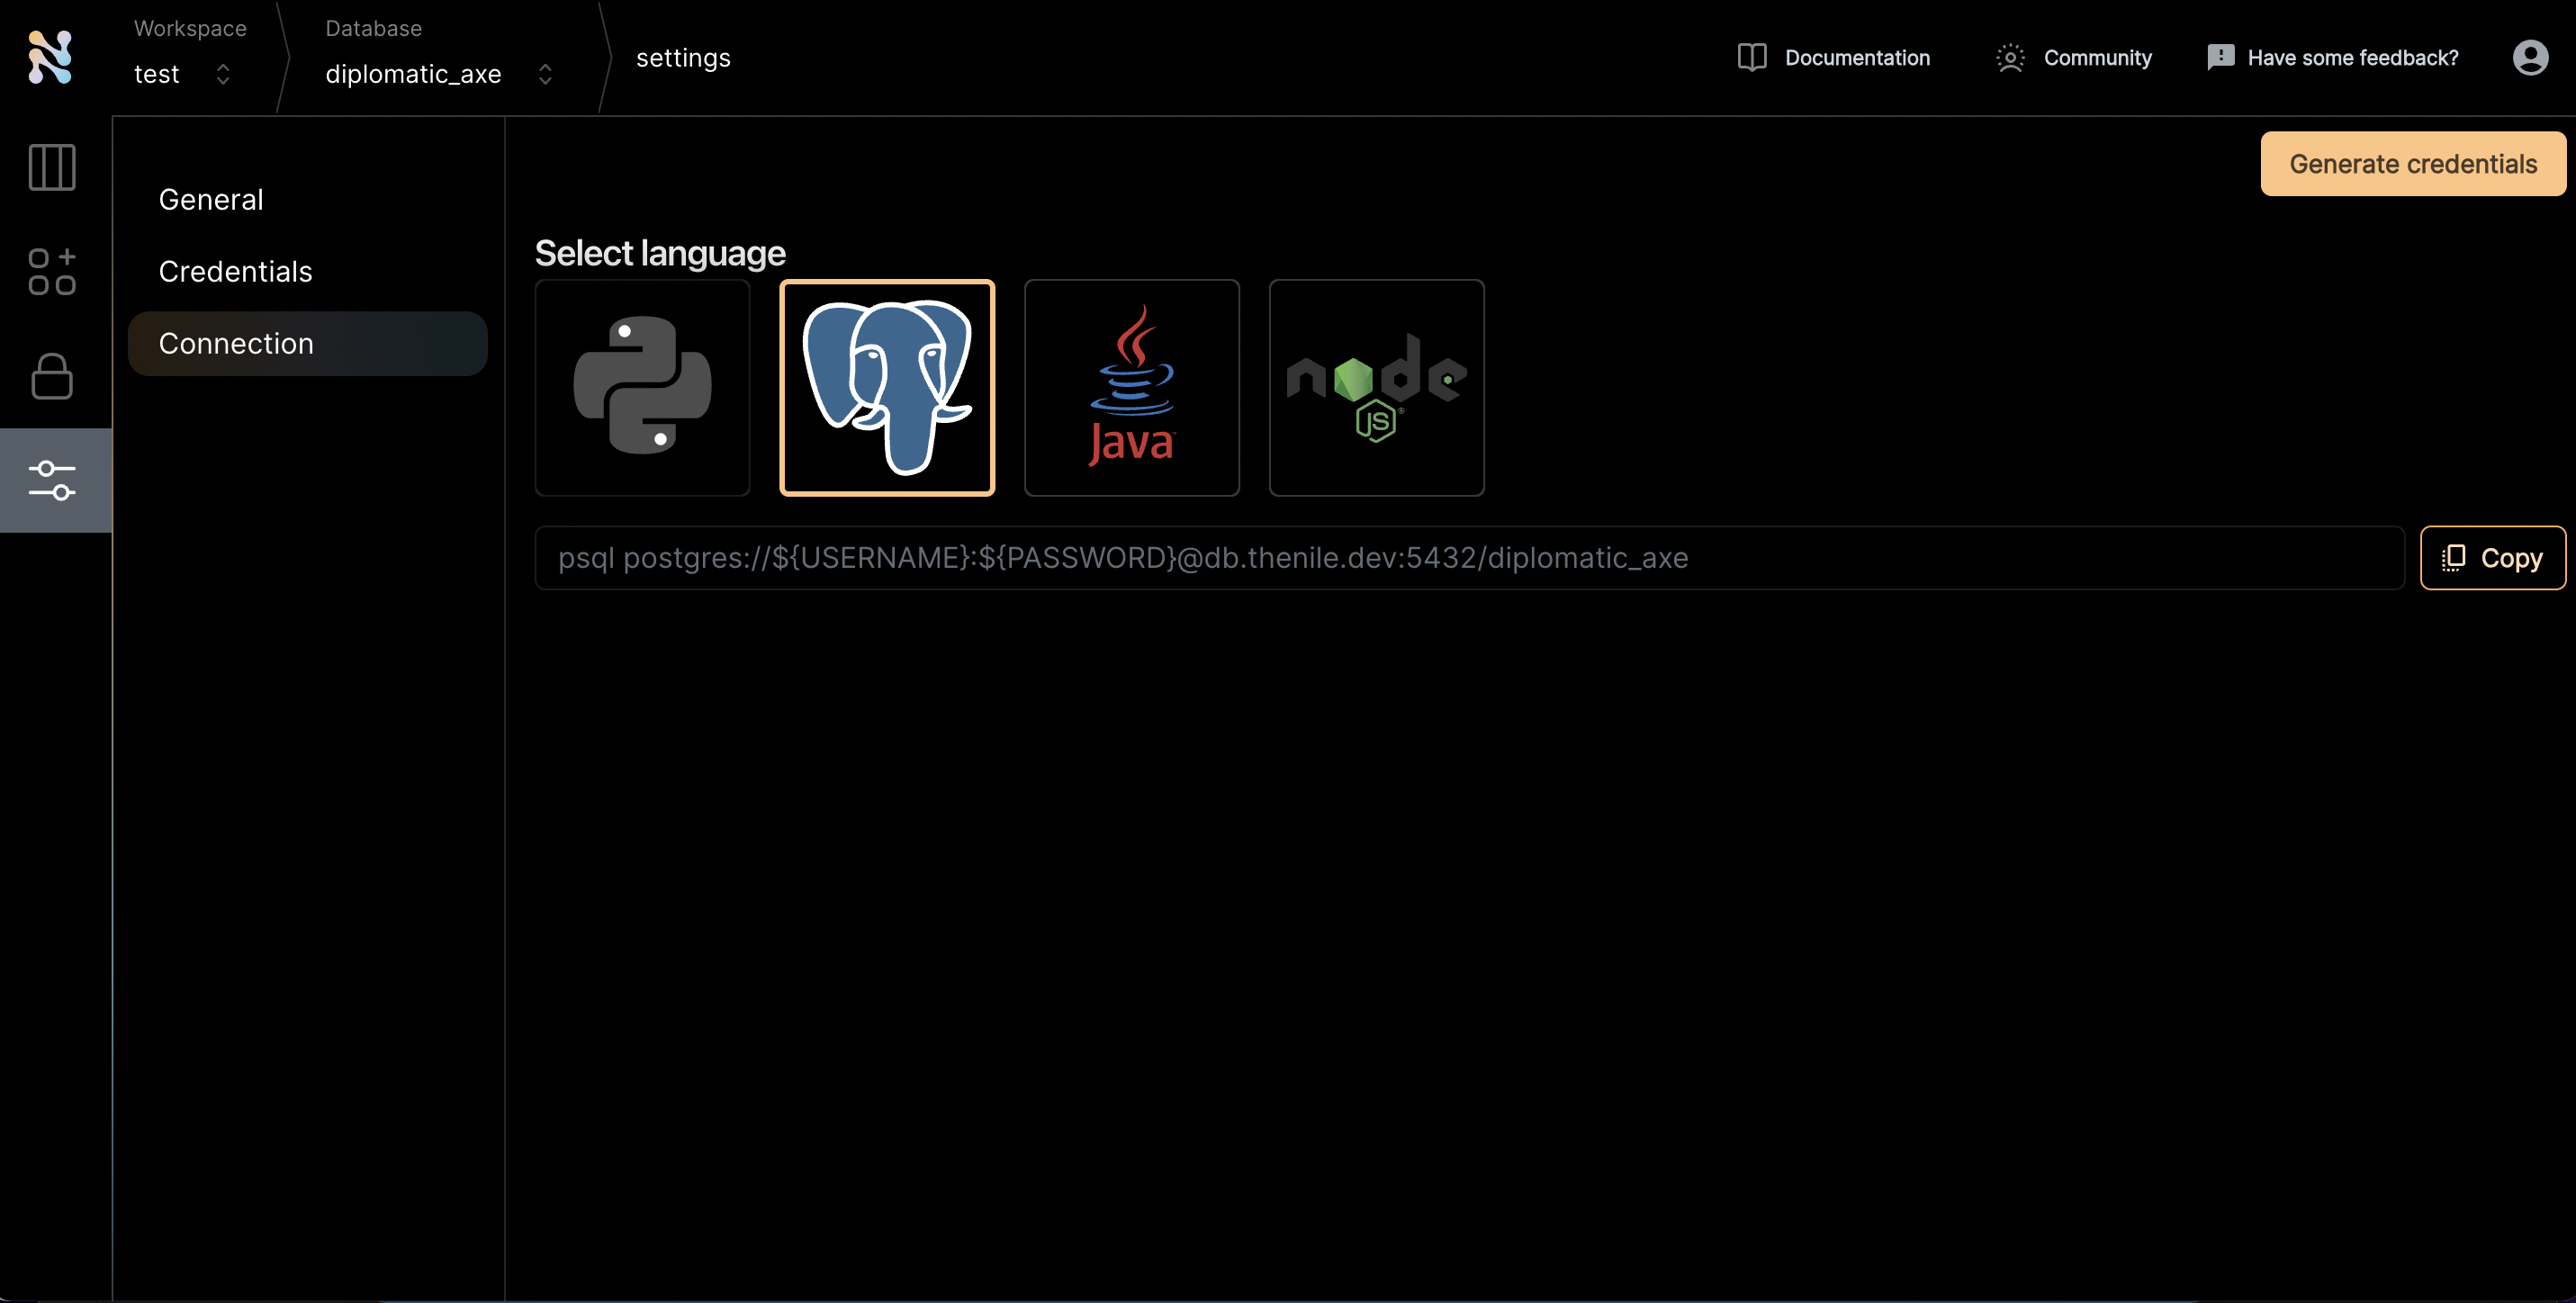 Workspace
test
Database
diplomatic_axe
settings
Documentation
Community
Have some feedback?
Generate credentials
General
Credentials
Connection
Select language
Java
node
JS
psql postgres://${USERNAME}:${PASSWORD}@db.thenile.dev:5432/diplomatic_axe
Copy